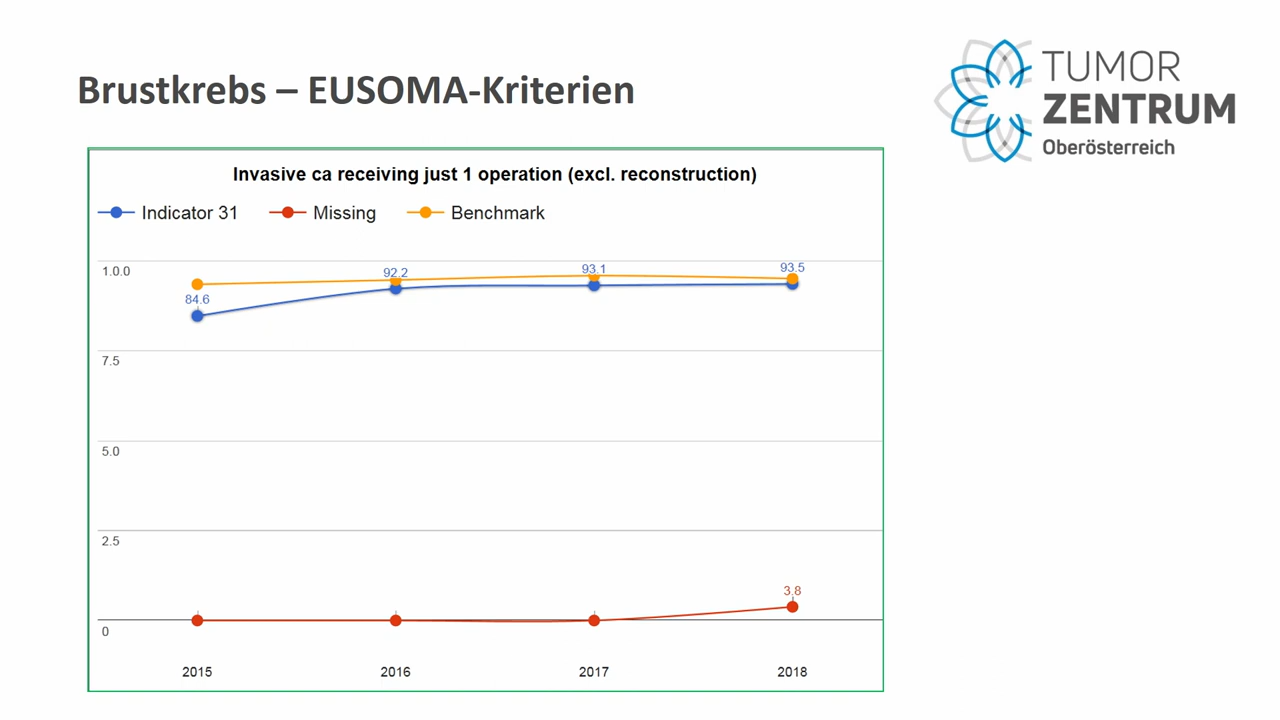 Brustkrebs – EUSOMA-Kriterien
TUMOR
ZENTRUM
Oberösterreich
Invasive ca receiving just 1 operation (excl. reconstruction)
Indicator 31 Missing Benchmark
1.0.0
84.6 92.2 93.1 93.5
7.5
5.0
2.5
3.8
0
2015 2016 2017 2018